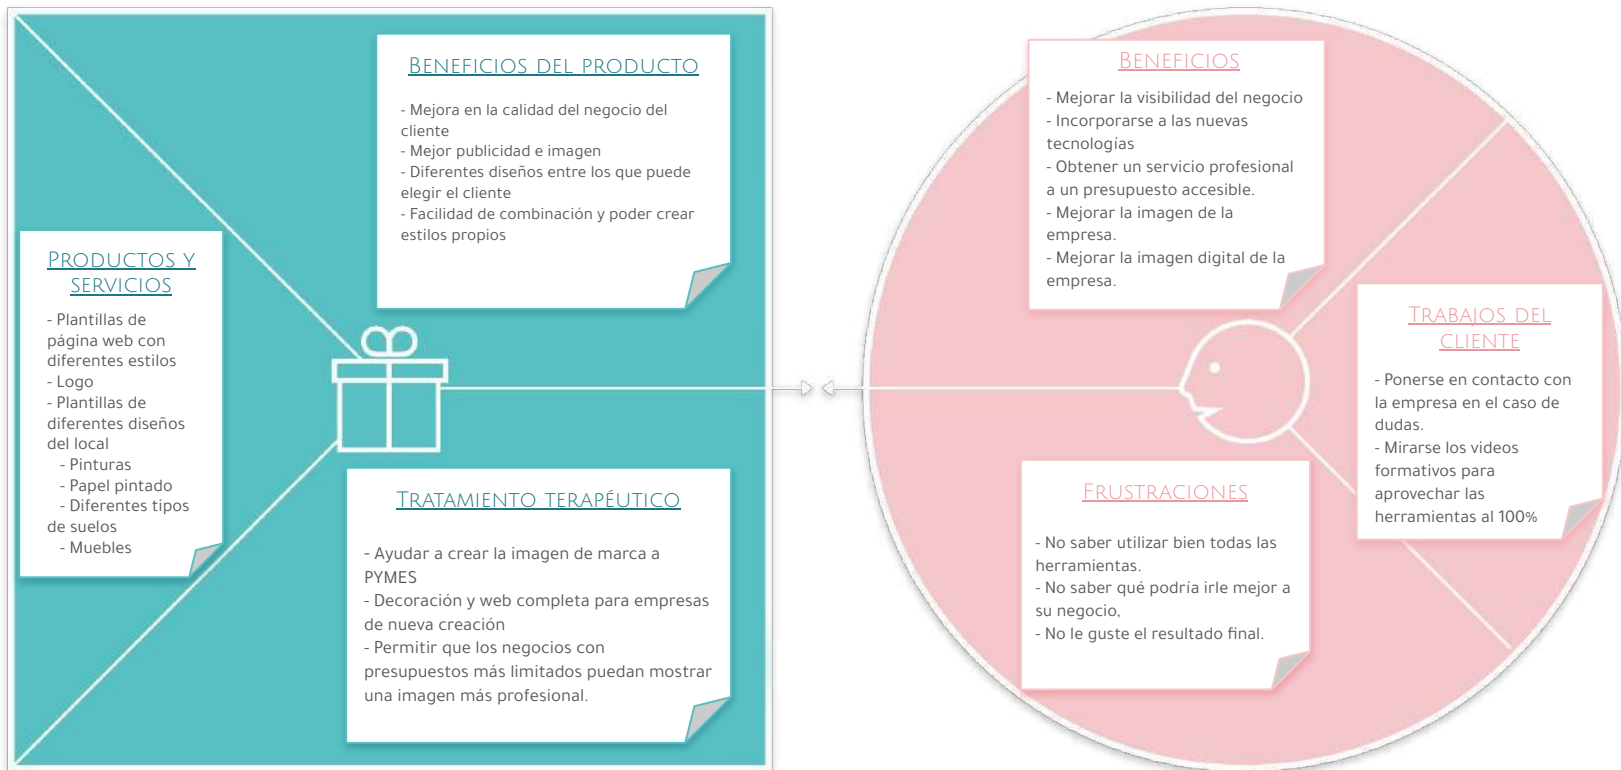 BENEFICIOS DEL PRODUCTO
- Mejora en la calidad del negocio del
cliente
- Mejor publicidad e imagen
- Diferentes diseños entre los que puede
elegir el cliente
- Facilidad de combinación y poder crear
estilos propios
PRODUCTOS Y
SERVICIOS
- Plantillas de
página web con
diferentes estilos
- Logo
- Plantillas de
diferentes diseños
del local
- Pinturas
- Papel pintado
- Diferentes tipos
de suelos
- Muebles
TRATAMIENTO TERAPÉUTICO
- Ayudar a crear la imagen de marca a
PYMES
- Decoración y web completa para empresas
de nueva creación
- Permitir que los negocios con
presupuestos más limitados puedan mostrar
una imagen más profesional.
BENEFICIOS
- Mejorar la visibilidad del negocio
- Incorporarse a las nuevas
tecnologías
- Obtener un servicio profesional
a un presupuesto accesible.
- Mejorar la imagen de la
empresa.
- Mejorar la imagen digital de la
empresa.
TRABAJOS DEL
CLIENTE
- Ponerse en contacto con
la empresa en el caso de
dudas.
- Mirarse los videos
formativos para
aprovechar las
herramientas al 100%
FRUSTRACIONES
- No saber utilizar bien todas las
herramientas.
- No saber qué podría irle mejor a
su negocio,
- No le guste el resultado final.